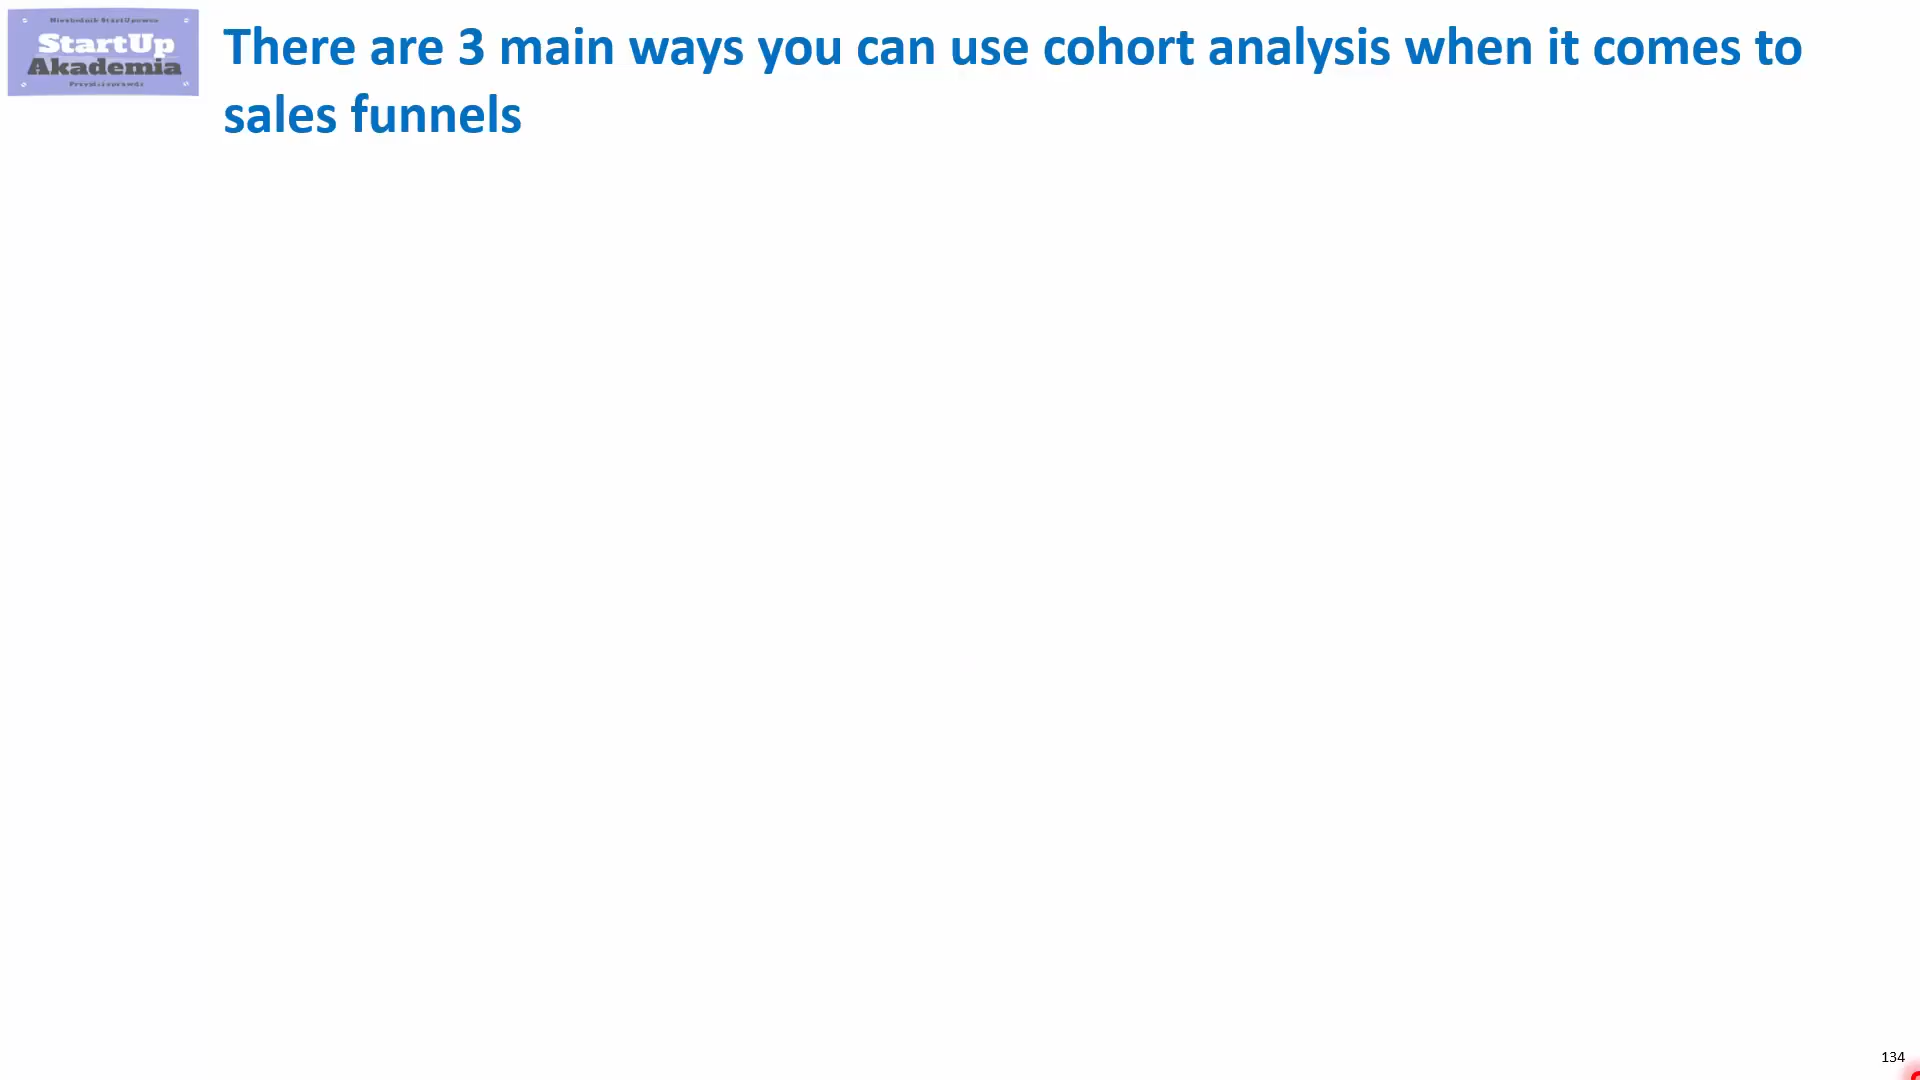 StartUp
Akademia
There are 3 main ways you can use cohort analysis when it comes to
sales funnels
134